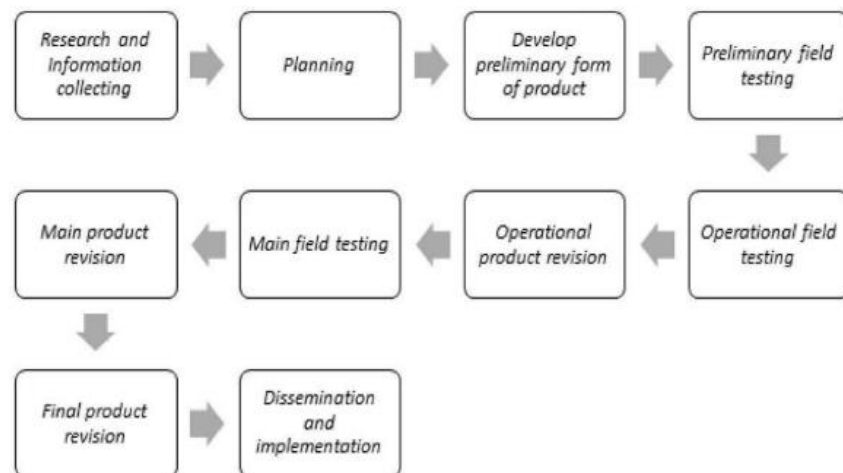 Research and
Information
collecting
Planning
Develop
preliminary form
of product
Preliminary field
testing
Operational field
testing
Operational
product revision
Main field testing
Main product
revision
Final product
revision
Dissemination
and
implementation